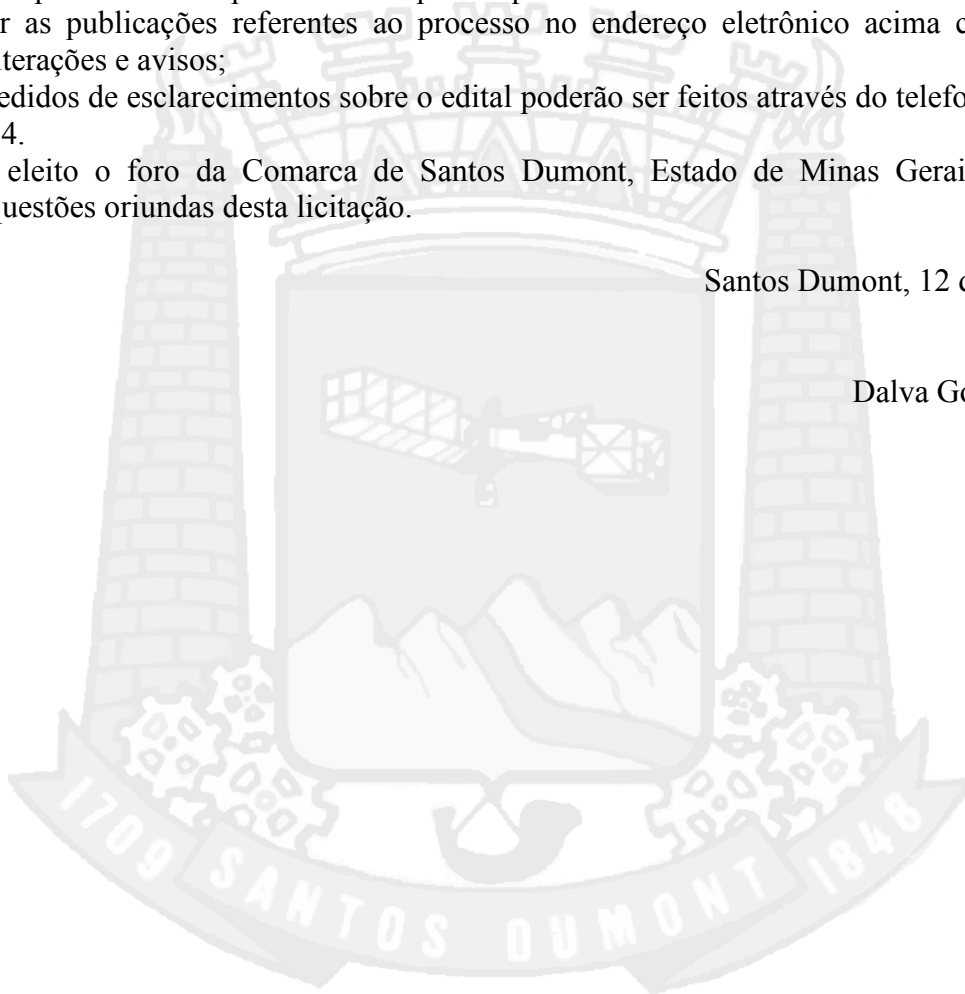 r as publicações referentes ao processo no endereço eletrônico acima c
lterações e avisos;
edidos de esclarecimentos sobre o edital poderão ser feitos através do telefo
4.
eleito o foro da Comarca de Santos Dumont, Estado de Minas Gerai
questões oriundas desta licitação.
Santos Dumont, 12 d
Dalva Go
1709 SANTOS DUMONT 1848